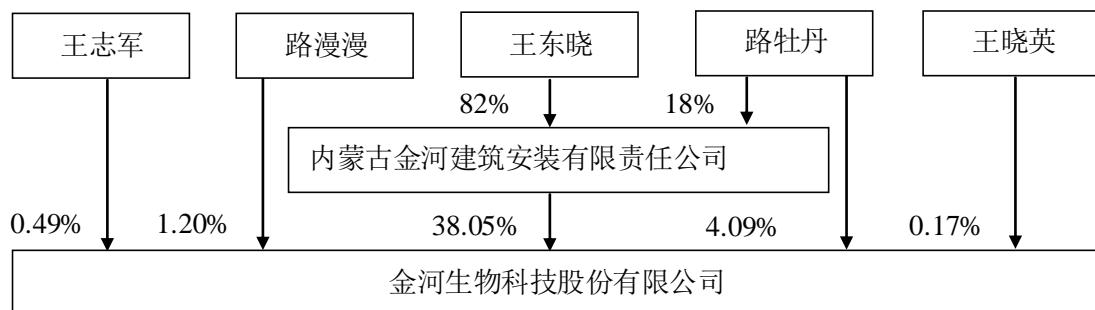 王志军
路漫漫
王东晓
路牡丹
王晓英
82%
18%
内蒙古金河建筑安装有限责任公司
0.49%
1.20%
38.05%
4.09%
0.17%
金河生物科技股份有限公司